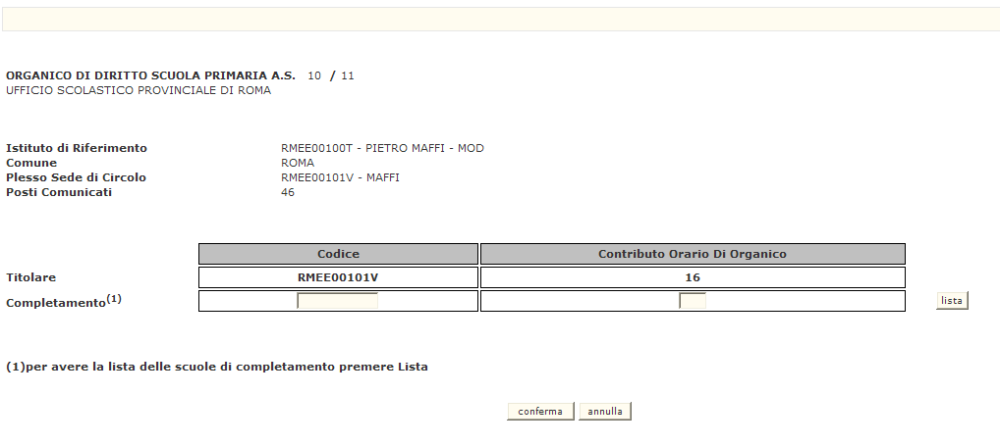 ORGANICO DI DIRITTO SCUOLA PRIMARIA A.S. 10 / 11
UFFICIO SCOLASTICO PROVINCIALE DI ROMA
Istituto di Riferimento RMEE00100T - PIETRO MAFFI - MOD
Comune ROMA
Plesso Sede di Circolo RMEE00101V - MAFFI
Posti Comunicati 46
Codice Contributo Orario Di Organico
Titolare RMEE00101V 16
Completamento(1) lista
(1)per avere la lista delle scuole di completamento premere Lista
conferma annulla